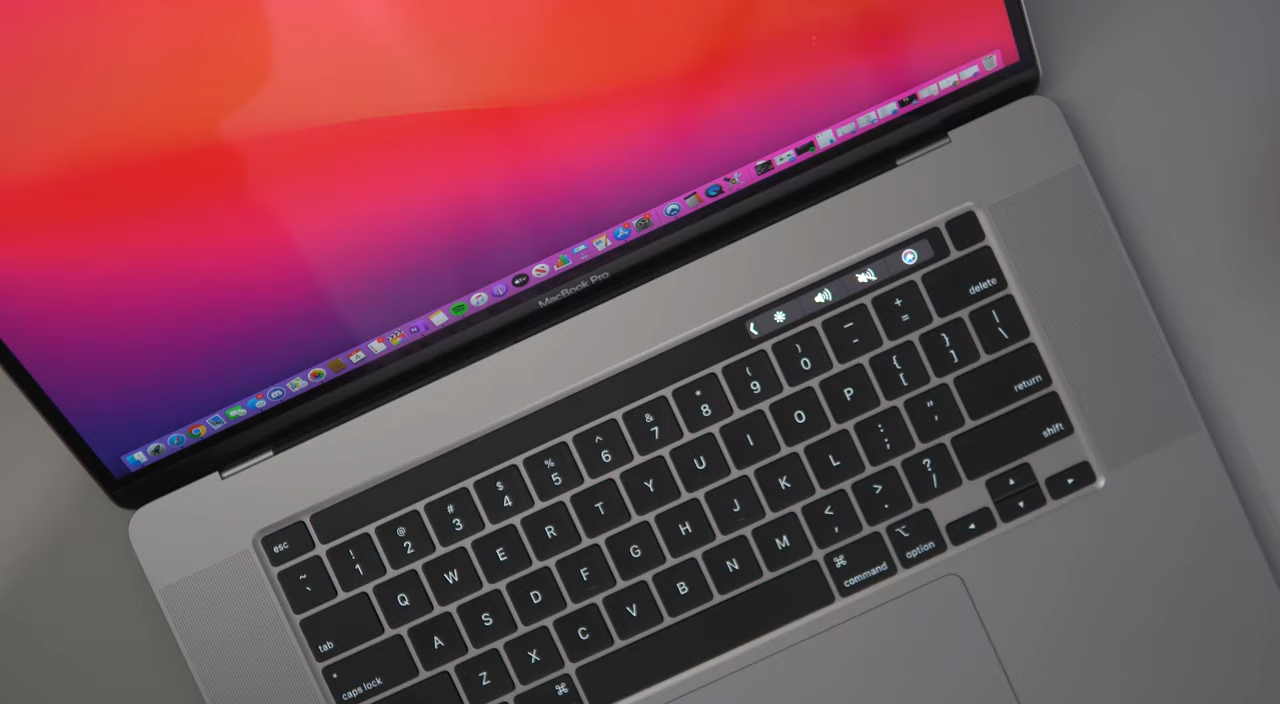 MacBook Pro
esc
~ ` ! 1 @ 2 # 3 $ 4 % 5 ^ 6 & 7 * 8 ( 9 ) 0 — - + = delete
tab Q W E R T Y U I O P { [ } ] | \
caps lock A S D F G H J K L : ; " ' return
Z X C V B N M < , > . ? / shift
⌘ ⌘ command ⌥ option ◀ ▲ ▼ ▶